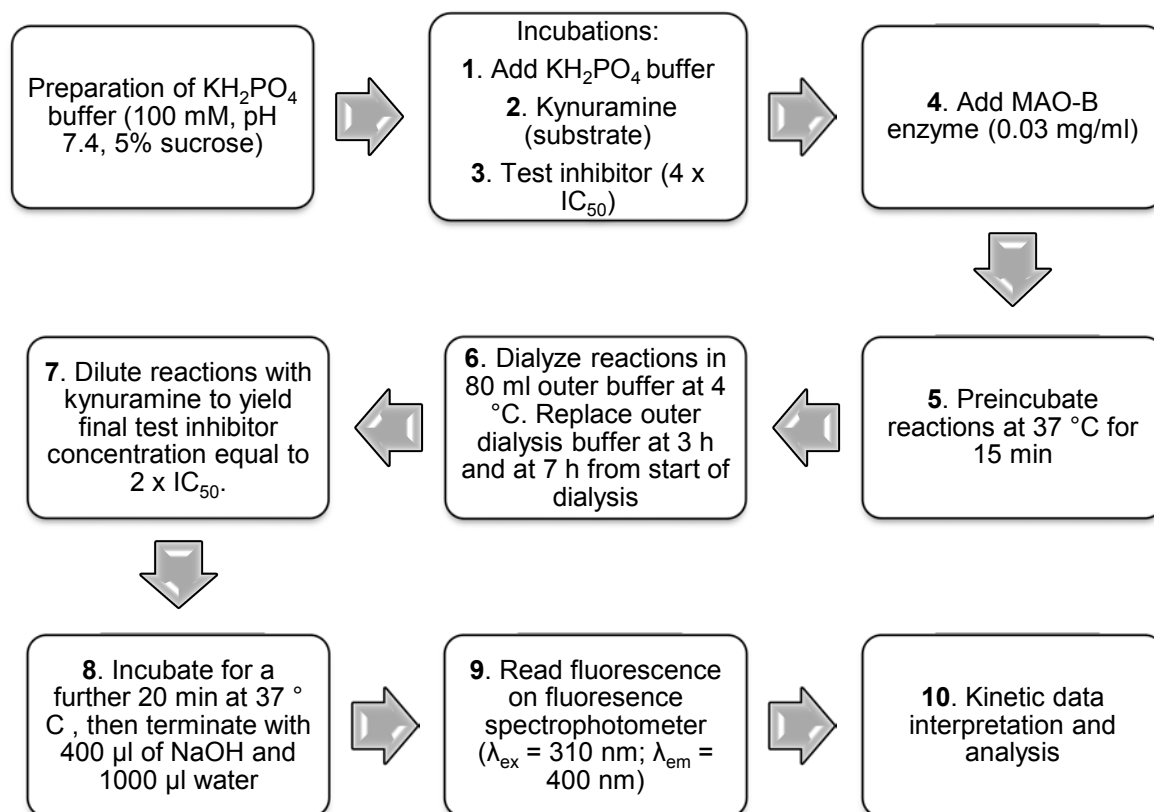 Preparation of KH₂PO₄
buffer (100 mM, pH
7.4, 5% sucrose)
Incubations:
1. Add KH₂PO₄ buffer
2. Kynuramine
(substrate)
3. Test inhibitor (4 x
IC₅₀)
4. Add MAO-B
enzyme (0.03 mg/ml)
5. Preincubate
reactions at 37 °C for
15 min
6. Dialyze reactions in
80 ml outer buffer at 4
°C. Replace outer
dialysis buffer at 3 h
and at 7 h from start of
dialysis
7. Dilute reactions with
kynuramine to yield
final test inhibitor
concentration equal to
2 x IC₅₀.
8. Incubate for a
further 20 min at 37 °
C , then terminate with
400 µl of NaOH and
1000 µl water
9. Read fluorescence
on fluoresence
spectrophotometer
(λex = 310 nm; λem =
400 nm)
10. Kinetic data
interpretation and
analysis